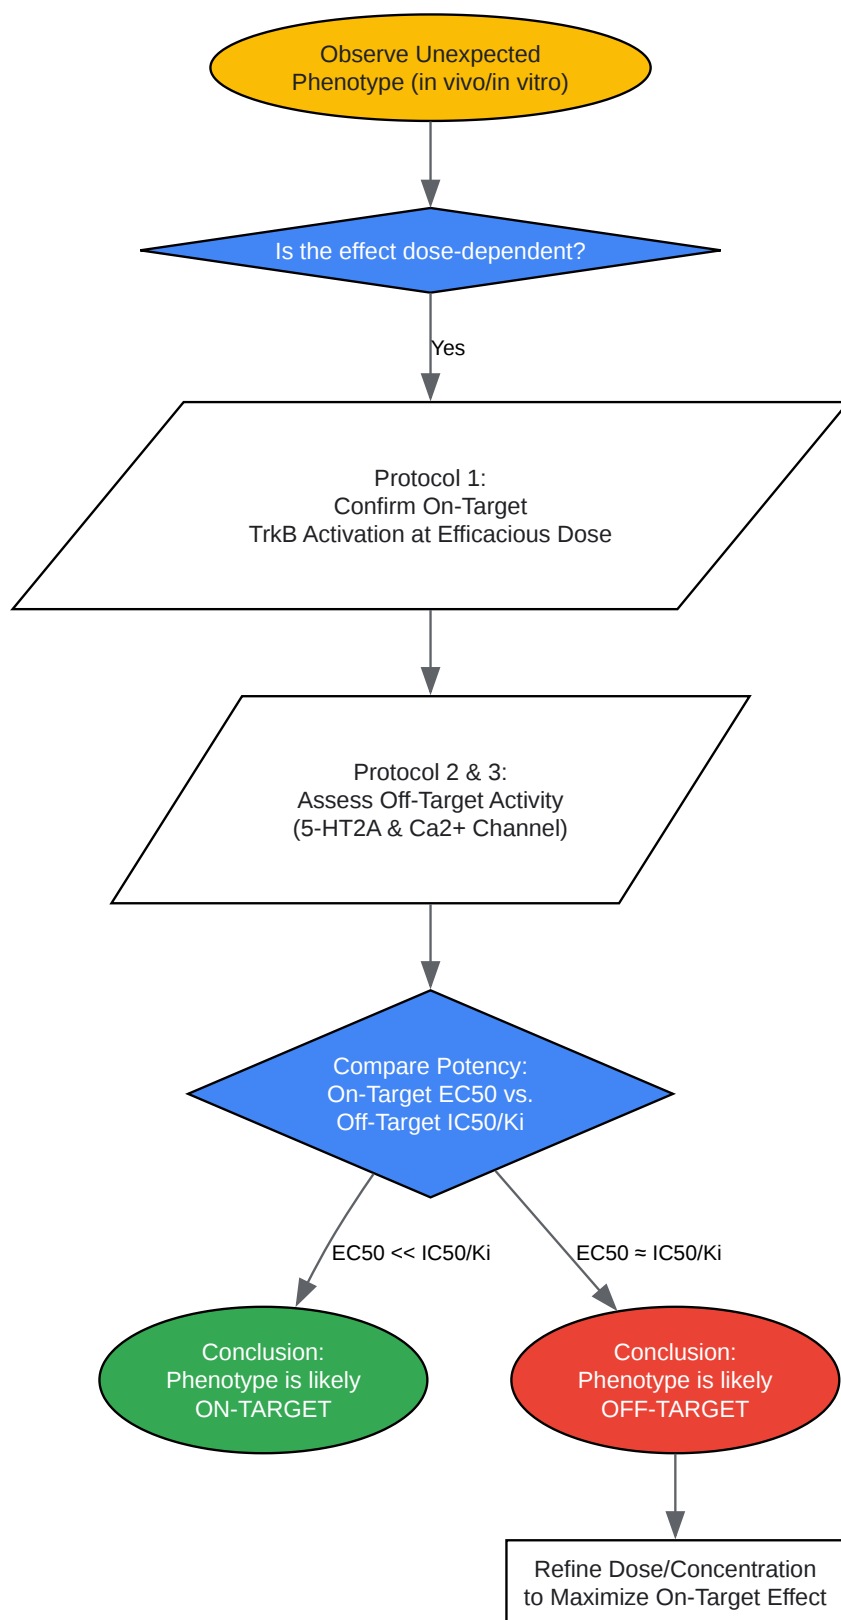 Observe Unexpected
Phenotype (in vivo/in vitro)
Is the effect dose-dependent?
Yes
Protocol 1:
Confirm On-Target
TrkB Activation at Efficacious Dose
Protocol 2 & 3:
Assess Off-Target Activity
(5-HT2A & Ca2+ Channel)
Compare Potency:
On-Target EC50 vs.
Off-Target IC50/Ki
EC50 << IC50/Ki
EC50 ≈ IC50/Ki
Conclusion:
Phenotype is likely
ON-TARGET
Conclusion:
Phenotype is likely
OFF-TARGET
Refine Dose/Concentration
to Maximize On-Target Effect